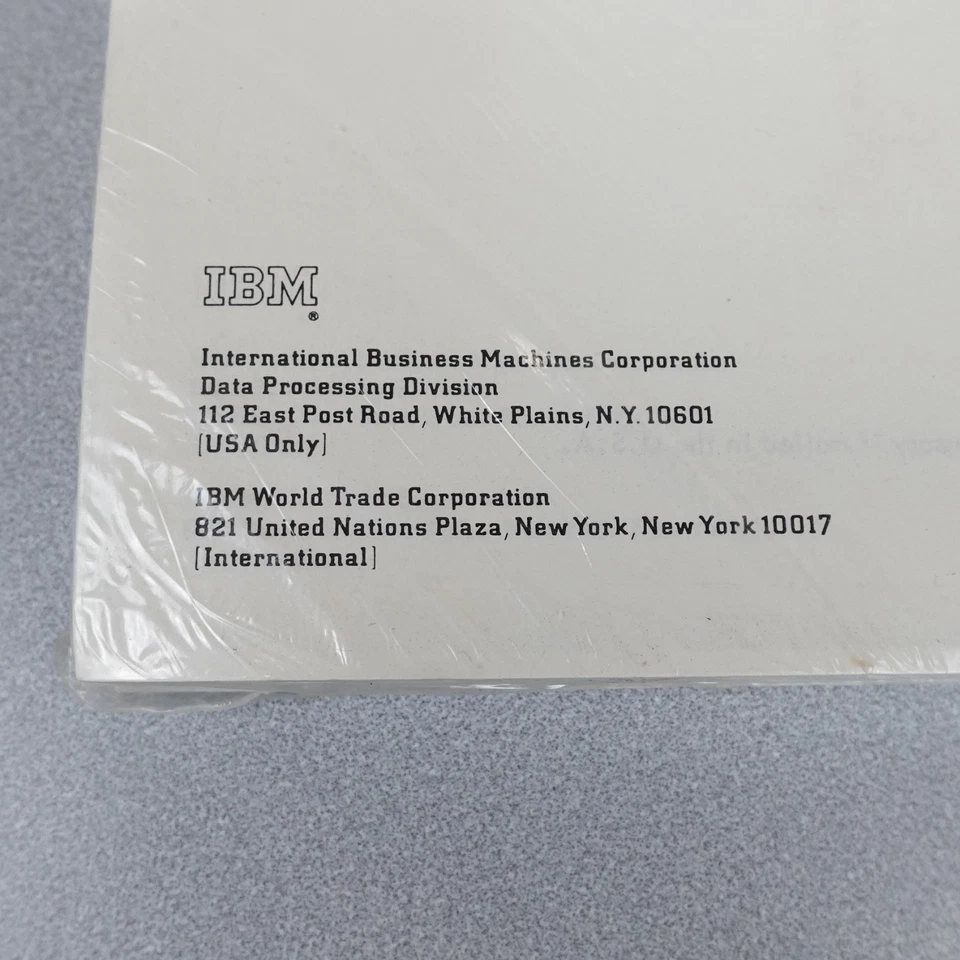 IBM
®
International Business Machines Corporation
Data Processing Division
112 East Post Road, White Plains, N.Y. 10601
[USA Only]
IBM World Trade Corporation
821 United Nations Plaza, New York, New York 10017
[International]